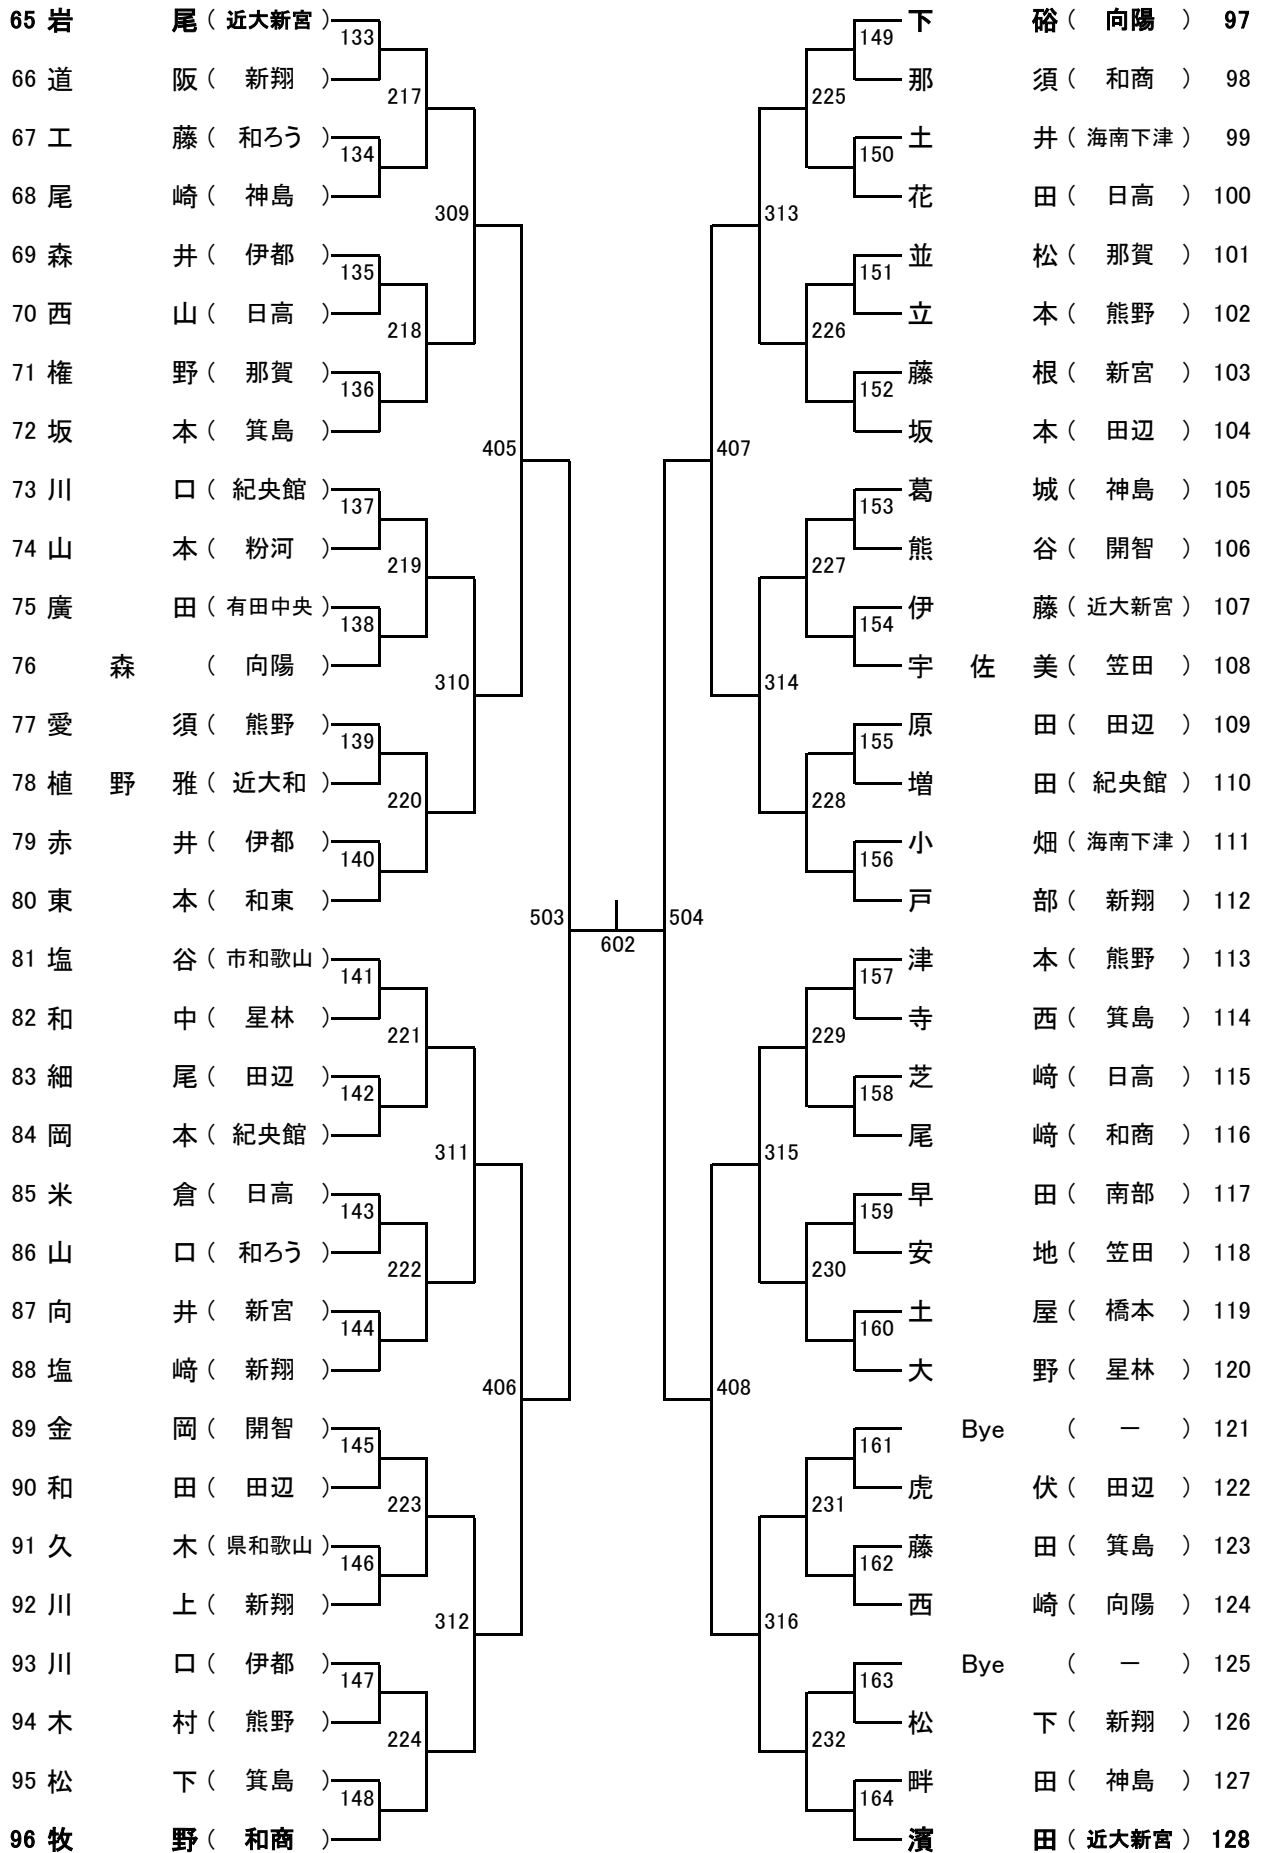 65 岩 尾 ( 近大新宮 )
133
66 道 阪 ( 新翔 )
217
67 工 藤 ( 和ろう )
134
68 尾 崎 ( 神島 )
309
69 森 井 ( 伊都 )
135
70 西 山 ( 日高 )
218
71 権 野 ( 那賀 )
136
72 坂 本 ( 箕島 )
405
73 川 口 ( 紀央館 )
137
74 山 本 ( 粉河 )
219
75 廣 田 ( 有田中央 )
138
76 森 ( 向陽 )
310
77 愛 須 ( 熊野 )
139
78 植 野 雅 ( 近大和 )
220
79 赤 井 ( 伊都 )
140
80 東 本 ( 和東 )
503
81 塩 谷 ( 市和歌山 )
141
82 和 中 ( 星林 )
221
83 細 尾 ( 田辺 )
142
84 岡 本 ( 紀央館 )
311
85 米 倉 ( 日高 )
143
86 山 口 ( 和ろう )
222
87 向 井 ( 新宮 )
144
88 塩 﨑 ( 新翔 )
406
89 金 岡 ( 開智 )
145
90 和 田 ( 田辺 )
223
91 久 木 ( 県和歌山 )
146
92 川 上 ( 新翔 )
312
93 川 口 ( 伊都 )
147
94 木 村 ( 熊野 )
224
95 松 下 ( 箕島 )
148
96 牧 野 ( 和商 )
602
下 硲 ( 向陽 ) 97
149
那 須 ( 和商 ) 98
225
土 井 ( 海南下津 ) 99
150
花 田 ( 日高 ) 100
313
並 松 ( 那賀 ) 101
151
立 本 ( 熊野 ) 102
226
藤 根 ( 新宮 ) 103
152
坂 本 ( 田辺 ) 104
407
葛 城 ( 神島 ) 105
153
熊 谷 ( 開智 ) 106
227
伊 藤 ( 近大新宮 ) 107
154
宇 佐 美 ( 笠田 ) 108
314
原 田 ( 田辺 ) 109
155
増 田 ( 紀央館 ) 110
228
小 畑 ( 海南下津 ) 111
156
戸 部 ( 新翔 ) 112
504
津 本 ( 熊野 ) 113
157
寺 西 ( 箕島 ) 114
229
芝 﨑 ( 日高 ) 115
158
尾 﨑 ( 和商 ) 116
315
早 田 ( 南部 ) 117
159
安 地 ( 笠田 ) 118
230
土 屋 ( 橋本 ) 119
160
大 野 ( 星林 ) 120
408
Bye ( － ) 121
161
虎 伏 ( 田辺 ) 122
231
藤 田 ( 箕島 ) 123
162
西 崎 ( 向陽 ) 124
316
Bye ( － ) 125
163
松 下 ( 新翔 ) 126
232
畔 田 ( 神島 ) 127
164
濱 田 ( 近大新宮 ) 128